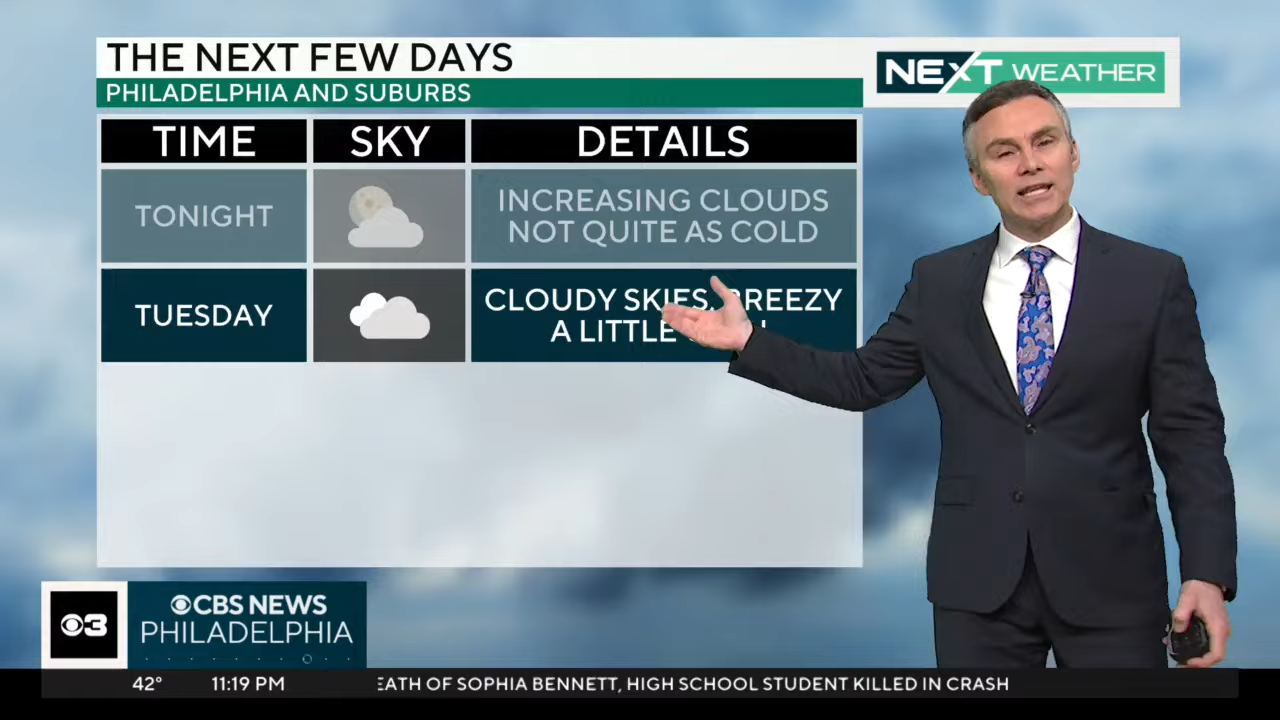 THE NEXT FEW DAYS
PHILADELPHIA AND SUBURBS
NEXT WEATHER
TIME SKY DETAILS
TONIGHT
INCREASING CLOUDS
NOT QUITE AS COLD
TUESDAY
CLOUDY SKIES, BREEZY
A LITTLE
3
CBS NEWS
PHILADELPHIA
42° 11:19 PM EATH OF SOPHIA BENNETT, HIGH SCHOOL STUDENT KILLED IN CRASH